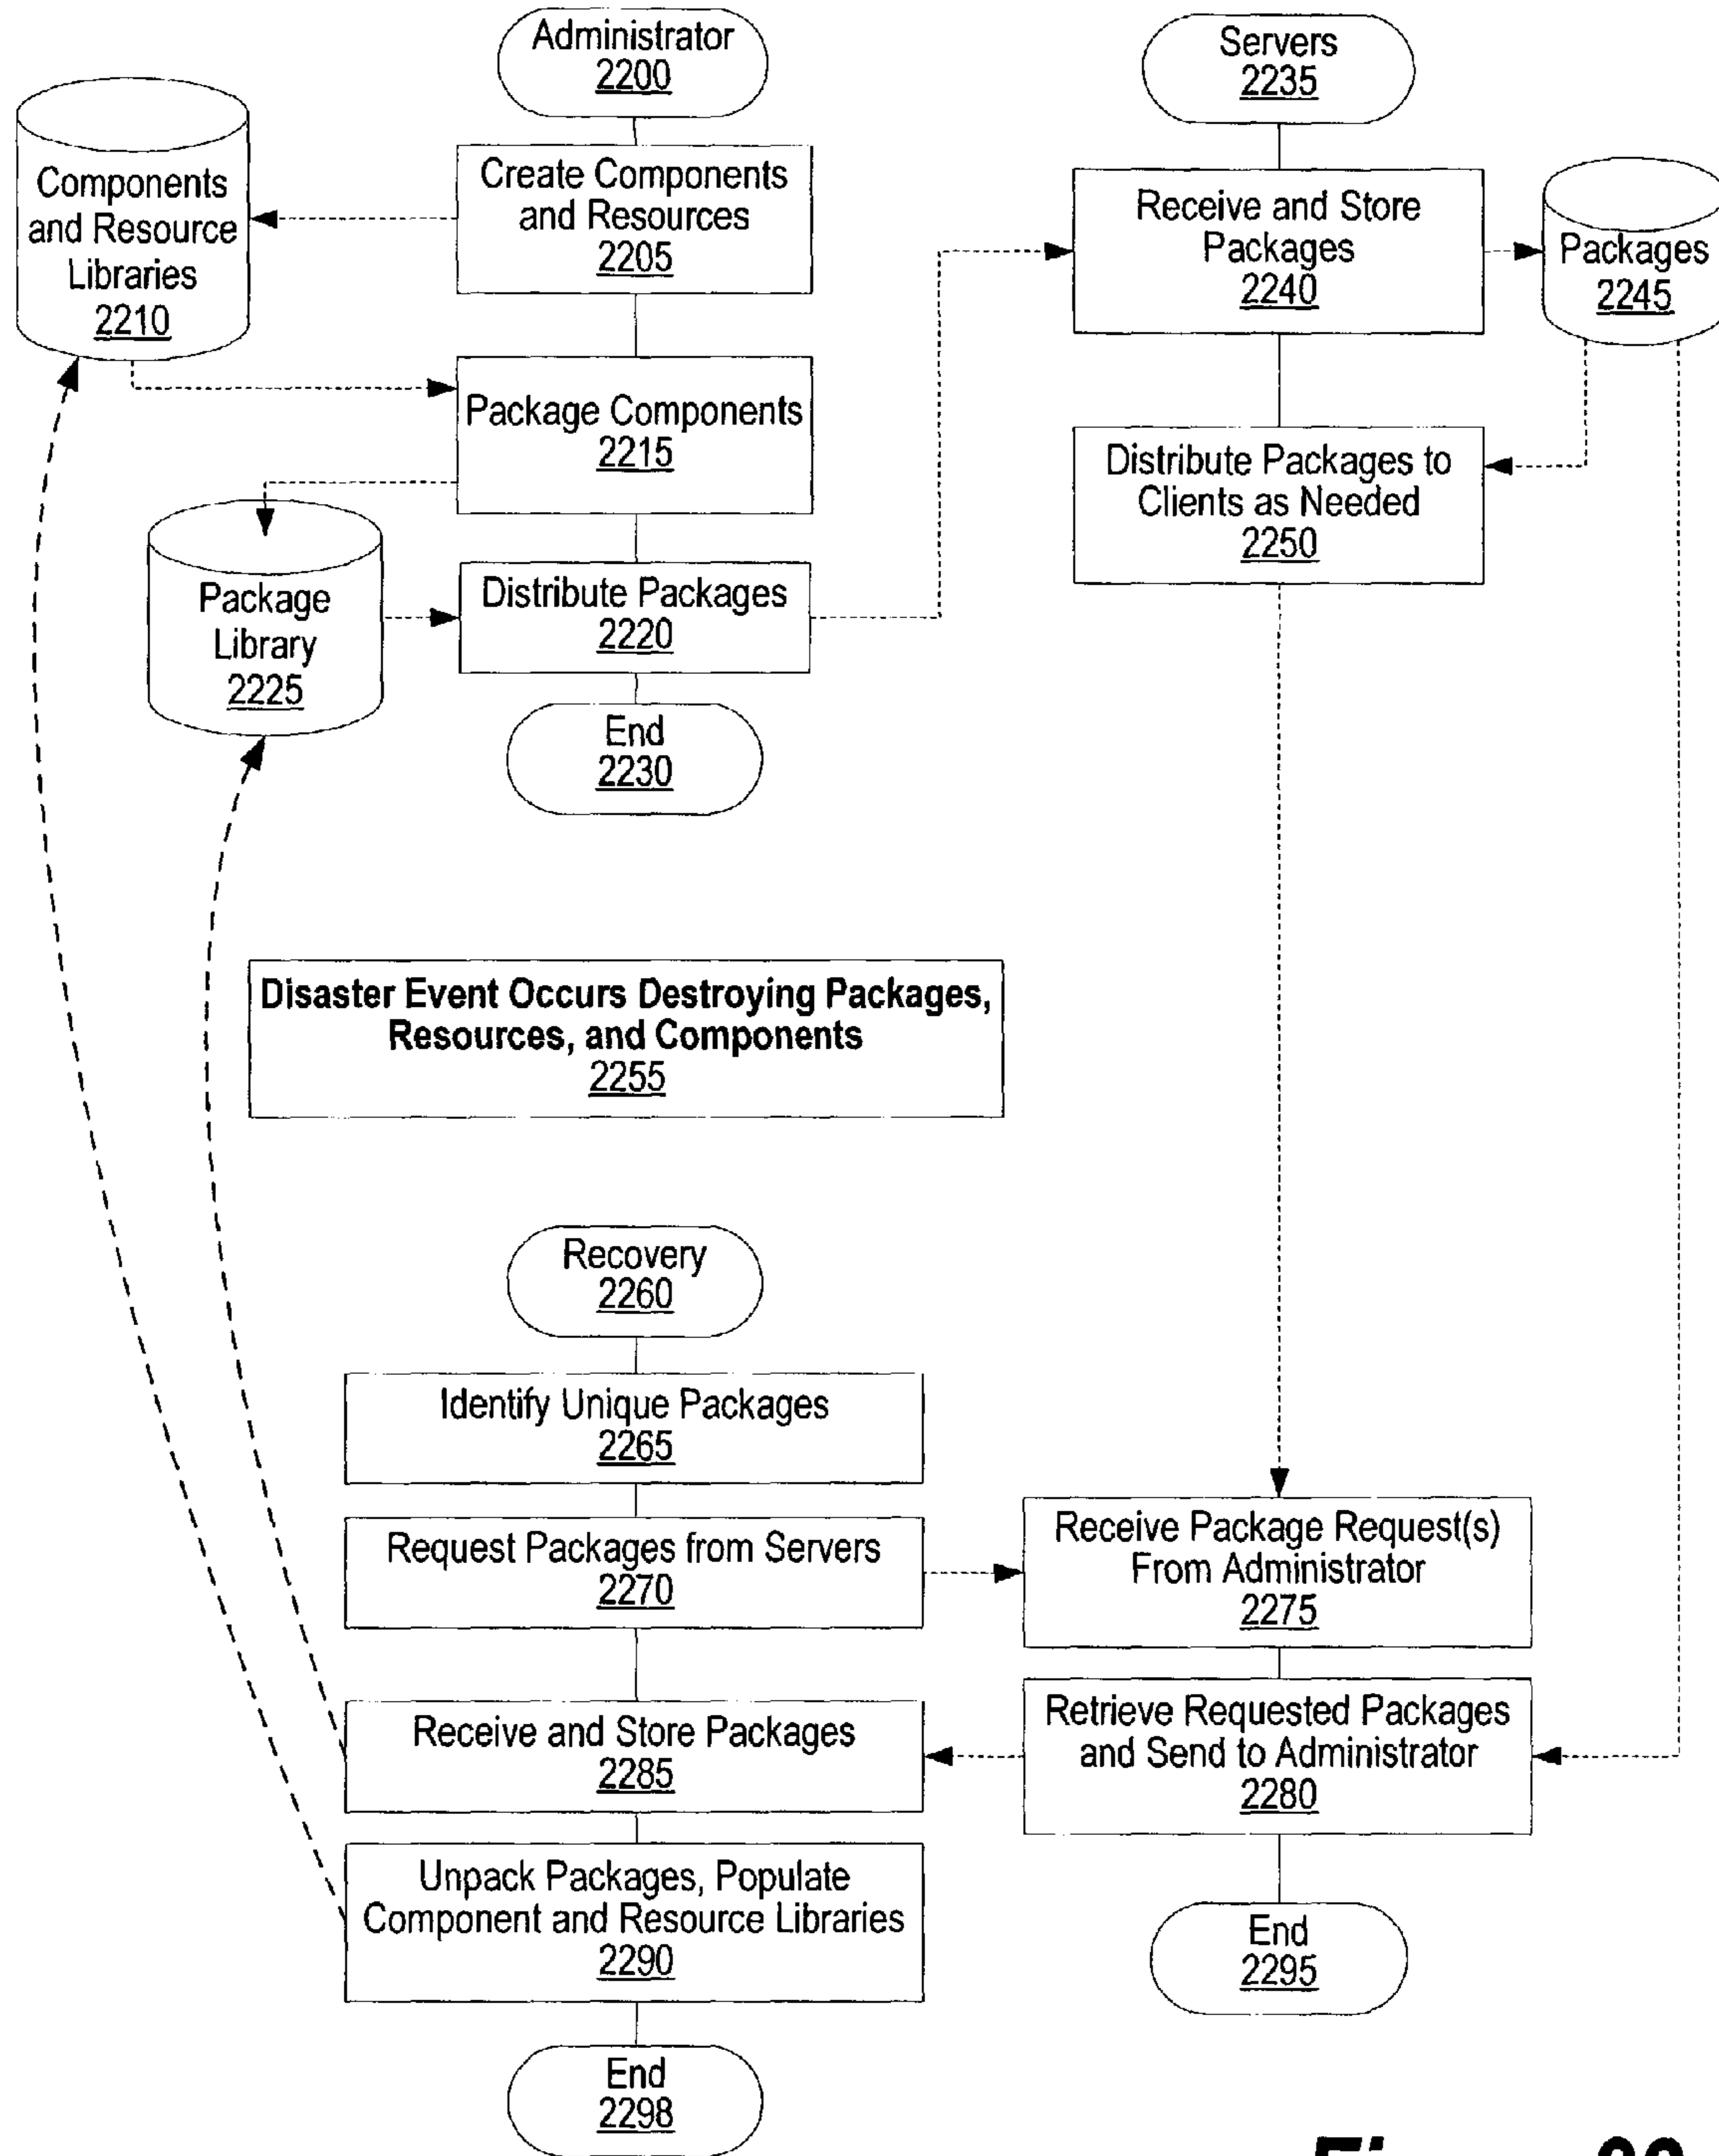 Administrator
2200
Create Components
and Resources
2205
Components
and Resource
Libraries
2210
Package Components
2215
Package
Library
2225
Distribute Packages
2220
End
2230
Servers
2235
Receive and Store
Packages
2240
Packages
2245
Distribute Packages to
Clients as Needed
2250
Disaster Event Occurs Destroying Packages,
Resources, and Components
2255
Recovery
2260
Identify Unique Packages
2265
Request Packages from Servers
2270
Receive Package Request(s)
From Administrator
2275
Retrieve Requested Packages
and Send to Administrator
2280
Receive and Store Packages
2285
Unpack Packages, Populate
Component and Resource Libraries
2290
End
2295
End
2298